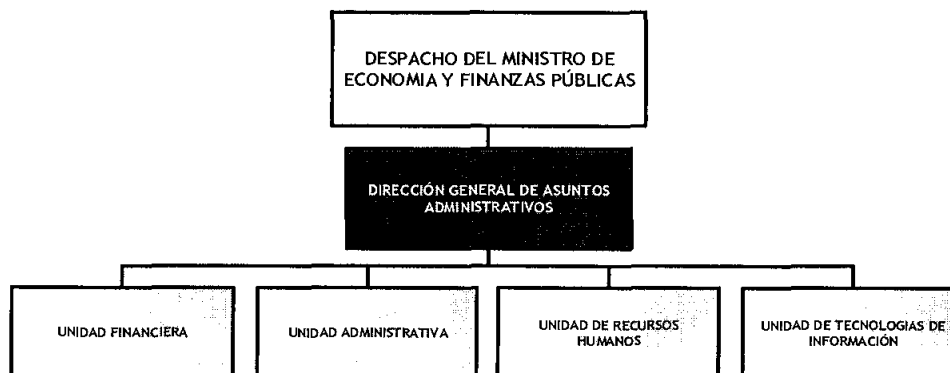 DESPACHO DEL MINISTRO DE
ECONOMIA Y FINANZAS PÚBLICAS
DIRECCIÓN GENERAL DE ASUNTOS
ADMINISTRATIVOS
UNIDAD FINANCIERA
UNIDAD ADMINISTRATIVA
UNIDAD DE RECURSOS
HUMANOS
UNIDAD DE TECNOLOGIAS DE
INFORMACIÓN